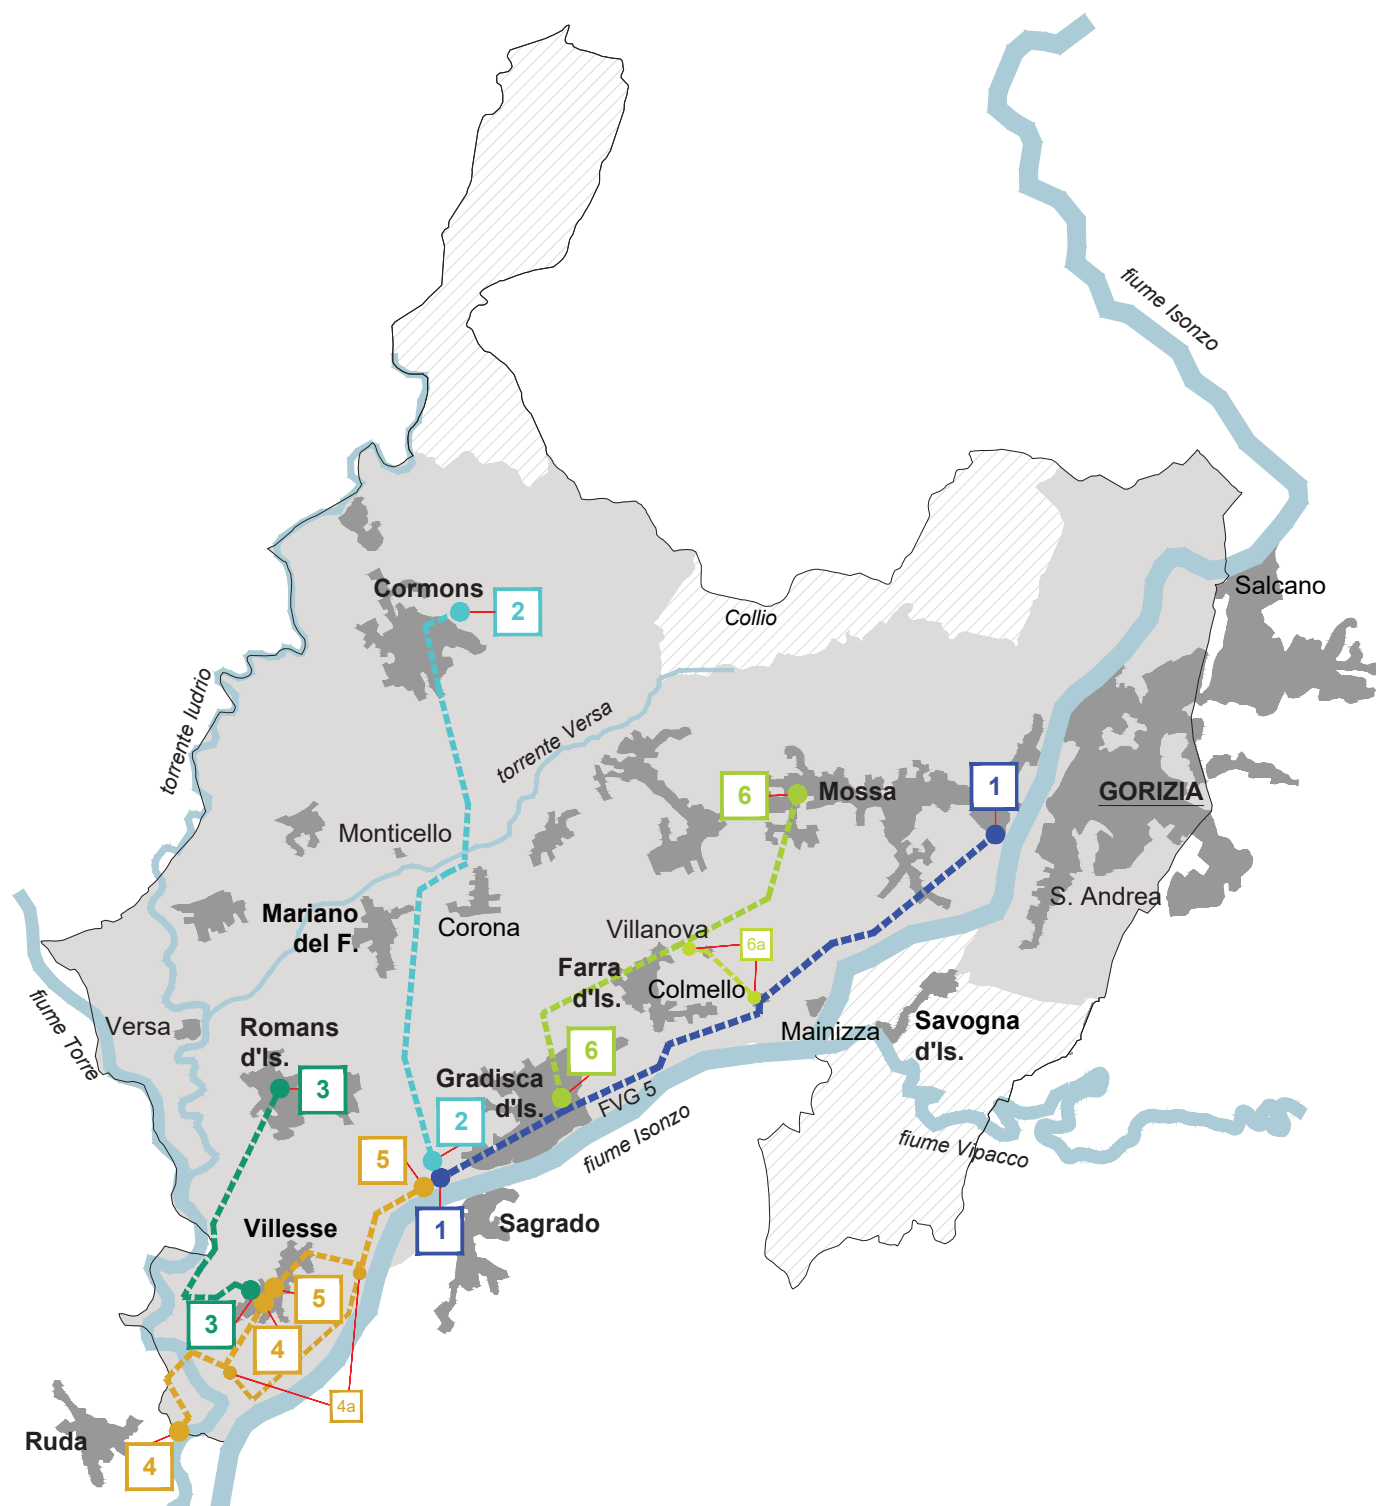 fiume Isonzo
Salcano
Cormons
2
Collio
torrente Iudrio
torrente Versa
1
6
Mossa
GORIZIA
Monticello
S. Andrea
Mariano
del F.
Corona
Villanova
6a
Farra
d'Is.
Colmello
fiume Torre
Versa
Romans
d'Is.
Mainizza
Savogna
d'Is.
6
3
Gradisca
d'Is.
FVG 5
2
fiume Isonzo
fiume Vipacco
5
Villesse
1
Sagrado
5
3
4
4a
Ruda
4